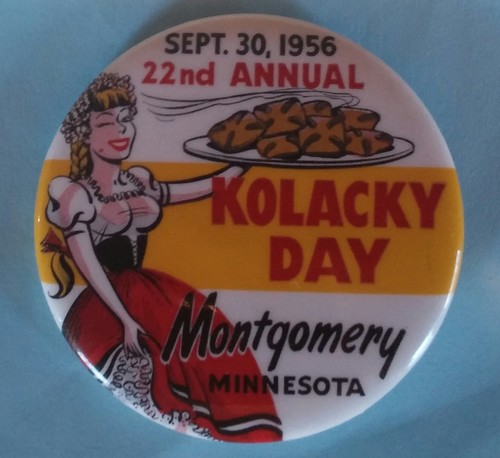 SEPT. 30, 1956
22nd ANNUAL
KOLACKY
DAY
Montgomery
MINNESOTA